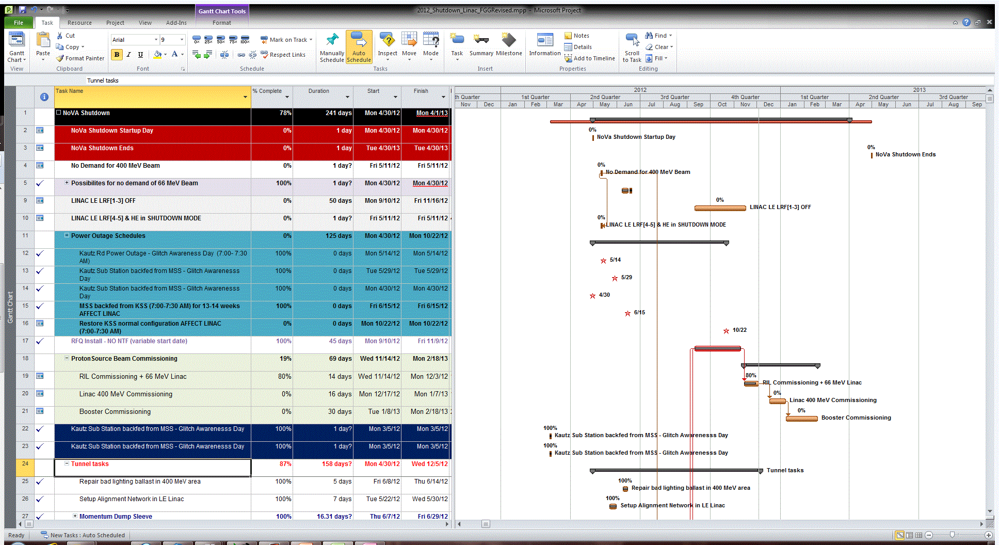 Gantt Chart Tools
2012_Shutdown_Linac_FGGRevised.mpp - Microsoft Project
File Task Resource Project View Add-Ins Format
Gantt Chart
View
Paste
Cut
Copy
Format Painter
Clipboard
Arial 9
B I U A
Font
0% 25% 50% 75% 100%
Mark on Track
Respect Links
Schedule
Manually Schedule
Auto Schedule
Inspect
Move
Mode
Tasks
Task
Summary
Milestone
Insert
Information
Notes
Details
Add to Timeline
Properties
Scroll to Task
Find
Clear
Fill
Editing
Tunnel tasks
Task Name % Complete Duration Start Finish
1 NoVA Shutdown 78% 241 days Mon 4/30/12 Mon 4/1/13
2 NoVa Shutdown Startup Day 0% 1 day Mon 4/30/12 Mon 4/30/12
3 NoVa Shutdown Ends 0% 1 day Tue 4/30/13 Tue 4/30/13
4 No Demand for 400 MeV Beam 0% 1 day? Fri 5/11/12 Fri 5/11/12
5 Possibilites for no demand of 66 MeV Beam 100% 1 day? Mon 4/30/12 Mon 4/30/12
9 LINAC LE LRF[1-3] OFF 0% 50 days Mon 9/10/12 Fri 11/16/12
10 LINAC LE LRF[4-5] & HE in SHUTDOWN MODE 0% 1 day? Fri 5/11/12 Fri 5/11/12
11 Power Outage Schedules 0% 125 days Mon 4/30/12 Mon 10/22/12
12 Kautz Rd Power Outage - Glitch Awareness Day (7:00- 7:30 100% 0 days Mon 5/14/12 Mon 5/14/12
AM)
13 Kautz Sub Station backfed from MSS - Glitch Awarenesss 100% 0 days Tue 5/29/12 Tue 5/29/12
Day
14 Kautz Sub Station backfed from MSS - Glitch Awarenesss 100% 0 days Mon 4/30/12 Mon 4/30/12
Day
15 MSS backfed from KSS (7:00-7:30 AM) for 13-14 weeks 100% 0 days Fri 6/15/12 Fri 6/15/12
AFFECT LINAC
16 Restore KSS normal configuration AFFECT LINAC 0% 0 days Mon 10/22/12 Mon 10/22/12
(7:00-7:30 AM)
17 RFQ Install - NO NTF (variable start date) 100% 45 days Mon 9/10/12 Fri 11/9/12
18 ProtonSource Beam Commissioning 19% 69 days Wed 11/14/12 Mon 2/18/13
19 RIL Commissioning + 66 MeV Linac 80% 14 days Wed 11/14/12 Mon 12/3/12
20 Linac 400 MeV Commissioning 0% 16 days Mon 12/17/12 Mon 1/7/13
21 Booster Commissioning 0% 30 days Tue 1/8/13 Mon 2/18/13
22 Kautz Sub Station backfed from MSS - Glitch Awarenesss Day 100% 1 day? Mon 3/5/12 Mon 3/5/12
23 Kautz Sub Station backfed from MSS - Glitch Awarenesss Day 100% 1 day? Mon 3/5/12 Mon 3/5/12
24 Tunnel tasks 87% 158 days? Mon 4/30/12 Wed 12/5/12
25 Repair bad lighting ballast in 400 MeV area 100% 5 days Fri 6/8/12 Thu 6/14/12
26 Setup Alignment Network in LE Linac 100% 7 days Tue 5/22/12 Wed 5/30/12
27 Momentum Dump Sleeve 100% 16.31 days? Thu 6/7/12 Fri 6/29/12
Gantt Chart
2012 2013
th Quarter 1st Quarter 2nd Quarter 3rd Quarter 4th Quarter 1st Quarter 2nd Quarter 3rd Quarter
Nov Dec Jan Feb Mar Apr May Jun Jul Aug Sep Oct Nov Dec Jan Feb Mar Apr May Jun Jul Aug Sep
0%
NoVa Shutdown Startup Day
0%
NoVa Shutdown Ends
0%
No Demand for 400 MeV Beam
0%
LINAC LE LRF[1-3] OFF
0%
LINAC LE LRF[4-5] & HE in SHUTDOWN MODE
5/14
5/29
4/30
6/15
10/22
80%
RIL Commissioning + 66 MeV Linac
0%
Linac 400 MeV Commissioning
0%
Booster Commissioning
100%
Kautz Sub Station backfed from MSS - Glitch Awarenesss Day
100%
Kautz Sub Station backfed from MSS - Glitch Awarenesss Day
Tunnel tasks
100%
Repair bad lighting ballast in 400 MeV area
100%
Setup Alignment Network in LE Linac
Ready New Tasks : Auto Scheduled